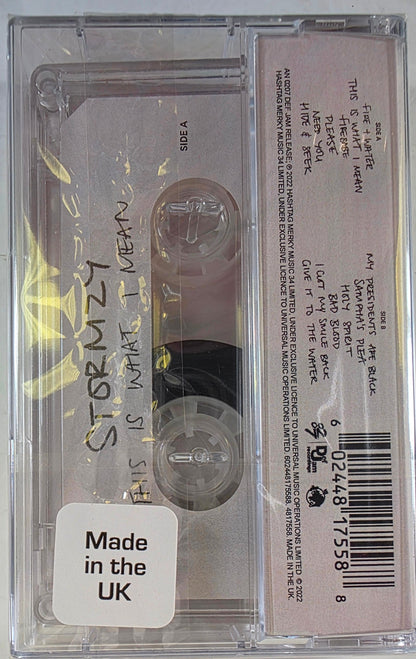 STORMZY
THIS IS WHAT I MEAN
SIDE A
Made
in the
UK
SIDE A
FIRE + WATER
THIS IS WHAT I MEAN
FIREBABE
PLEASE
NEED YOU
HIDE & SEEK
SIDE B
MY PRESIDENTS ARE BLACK
SAMPHA'S PLEA
HOLY SPIRIT
BAD BLOOD
I GOT MY SMILE BACK
GIVE IT TO THE WATER
AN 0207 DEF JAM RELEASE; ℗ 2022 HASHTAG MERKY MUSIC 34 LIMITED, UNDER EXCLUSIVE LICENCE TO UNIVERSAL MUSIC OPERATIONS LIMITED © 2022
HASHTAG MERKY MUSIC 34 LIMITED, UNDER EXCLUSIVE LICENCE TO UNIVERSAL MUSIC OPERATIONS LIMITED. 602448175588. 4817558. MADE IN THE UK.
Def Jam
6 02448 17558 8